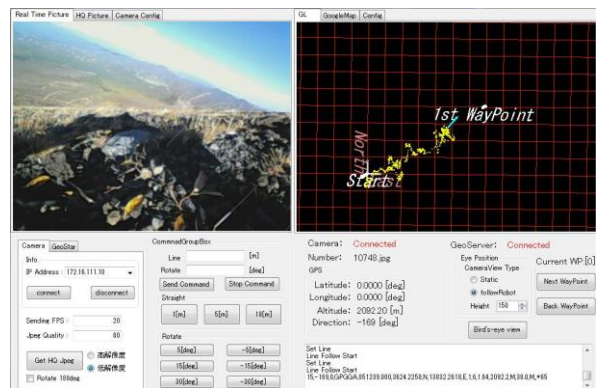 Real Time Picture HQ Picture Camera Config
GL GoogleMap Config
1st WayPoint
North
Start
East
Camera GeoStar
Info.
IP Address : 172.16.111.10
connect disconnect
Sending FPS : 20
Jpeg Quality : 80
Get HQ Jpeg 高解像度
低解像度
Rotate 180deg
CommnadGroupBox
Line [m]
Rotate [deg]
Send Command Stop Command
Straight
1[m] 5[m] 10[m]
Rotate
5[deg] -5[deg]
15[deg] -15[deg]
30[deg] -30[deg]
Camera: Connected
Number: 10748.jpg
GPS
Latitude: 0.0000 [deg]
Longitude: 0.0000 [deg]
Altitude: 2092.20 [m]
Direction: -169 [deg]
GeoServer: Connected
Eye Position
CameraView Type
Static
followRobot
Height 150
Bird's-eye view
Current WP:[0]
Next WayPoint
Back WayPoint
Set Line
Line Follow Start
Set Line
Line Follow Start